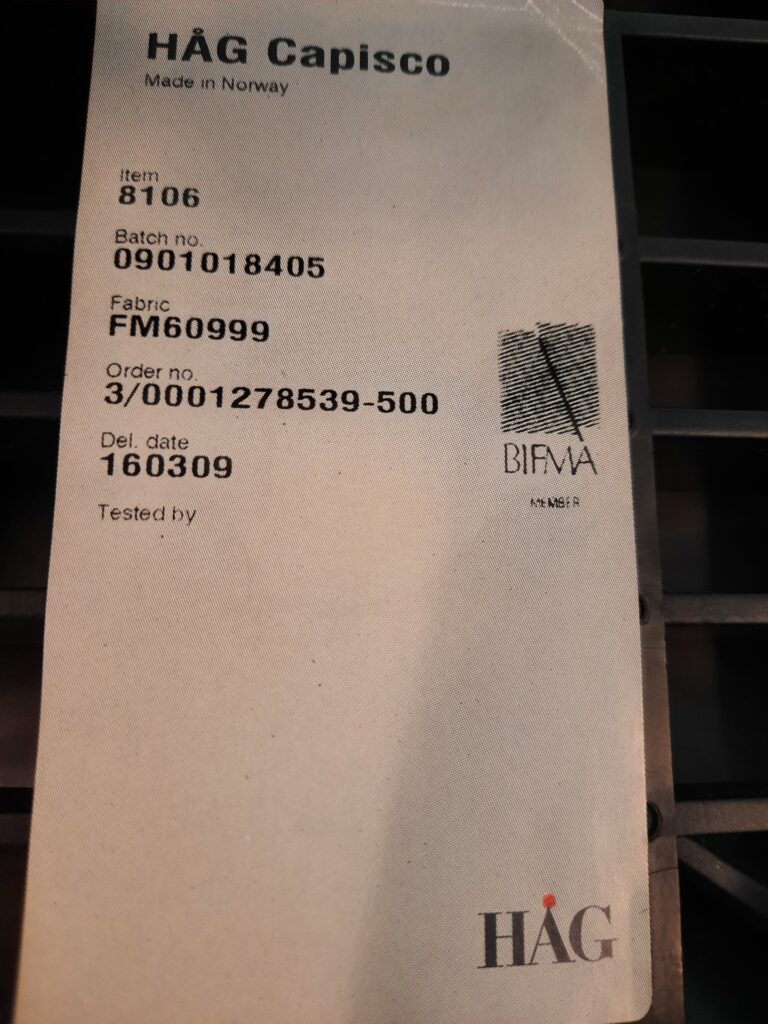 HÅG Capisco
Made in Norway
Item
8106
Batch no.
0901018405
Fabric
FM60999
Order no.
3/0001278539-500
Del. date
160309
Tested by
BIFMA
MEMBER
HÅG